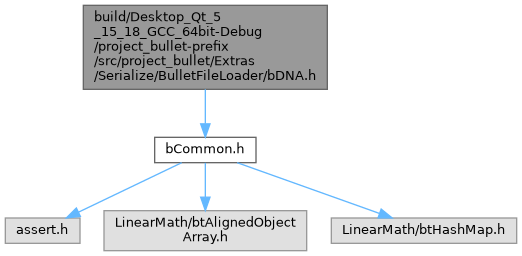 build/Desktop_Qt_5
_15_18_GCC_64bit-Debug
/project_bullet-prefix
/src/project_bullet/Extras
/Serialize/BulletFileLoader/bDNA.h
bCommon.h
assert.h
LinearMath/btAlignedObject
Array.h
LinearMath/btHashMap.h